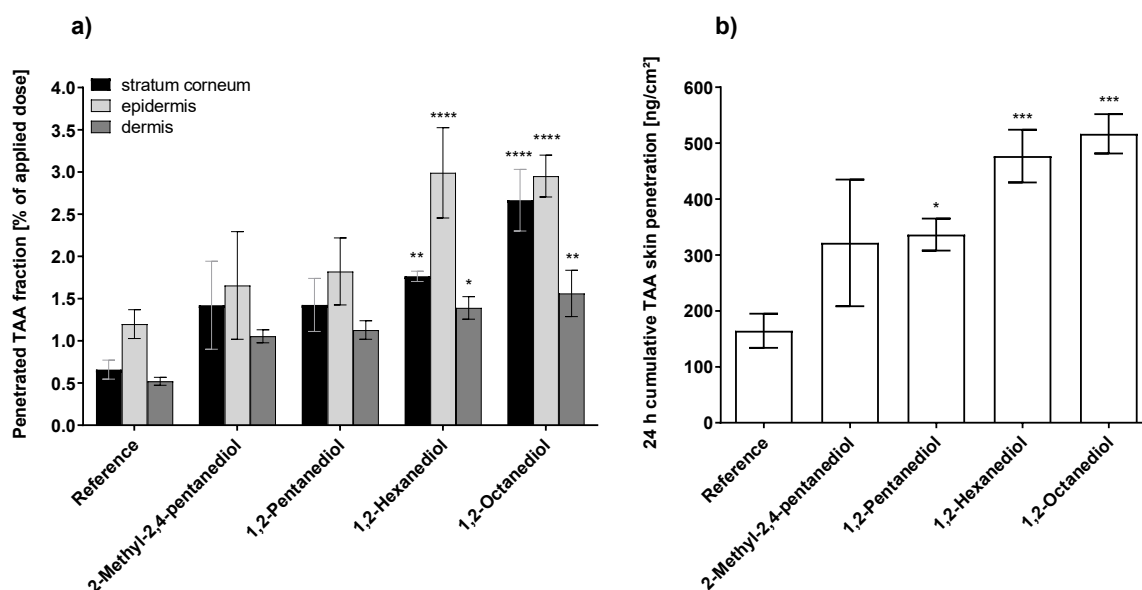 a)
Penetrated TAA fraction [% of applied dose]
stratum corneum
epidermis
dermis
4.0
3.5
3.0
2.5
2.0
1.5
1.0
0.5
0.0
**
****
*
****
****
**
Reference
2-Methyl-2,4-pentanediol
1,2-Pentanediol
1,2-Hexanediol
1,2-Octanediol
b)
24 h cumulative TAA skin penetration [ng/cm²]
600
500
400
300
200
100
0
*
***
***
Reference
2-Methyl-2,4-pentanediol
1,2-Pentanediol
1,2-Hexanediol
1,2-Octanediol